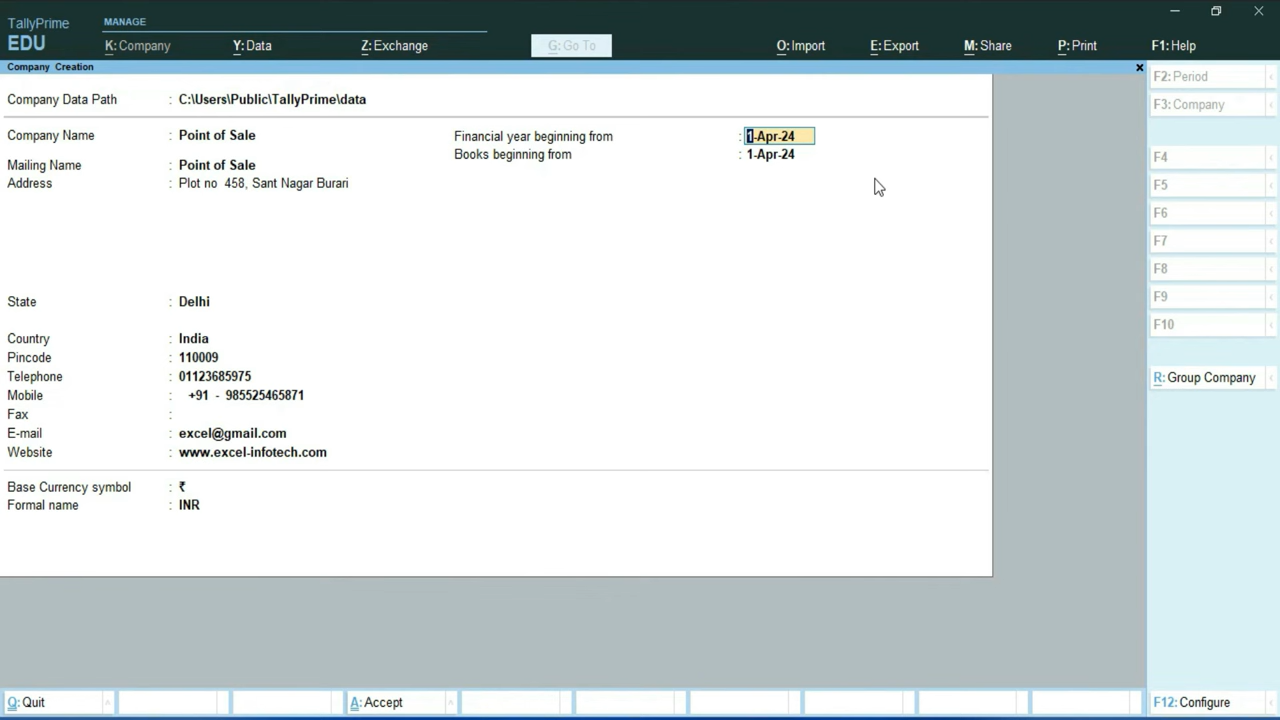 TallyPrime
EDU
MANAGE
K: Company
Y: Data
Z: Exchange
G: Go To
O: Import
E: Export
M: Share
P: Print
F1: Help
Company Creation
Company Data Path : C:\Users\Public\TallyPrime\data
Company Name : Point of Sale
Mailing Name : Point of Sale
Address : Plot no 458, Sant Nagar Burari
State : Delhi
Country : India
Pincode : 110009
Telephone : 01123685975
Mobile : +91 - 985525465871
Fax :
E-mail : excel@gmail.com
Website : www.excel-infotech.com
Base Currency symbol : ₹
Formal name : INR
Financial year beginning from : 1-Apr-24
Books beginning from : 1-Apr-24
F2: Period
F3: Company
F4
F5
F6
F7
F8
F9
F10
R: Group Company
Q: Quit
A: Accept
F12: Configure